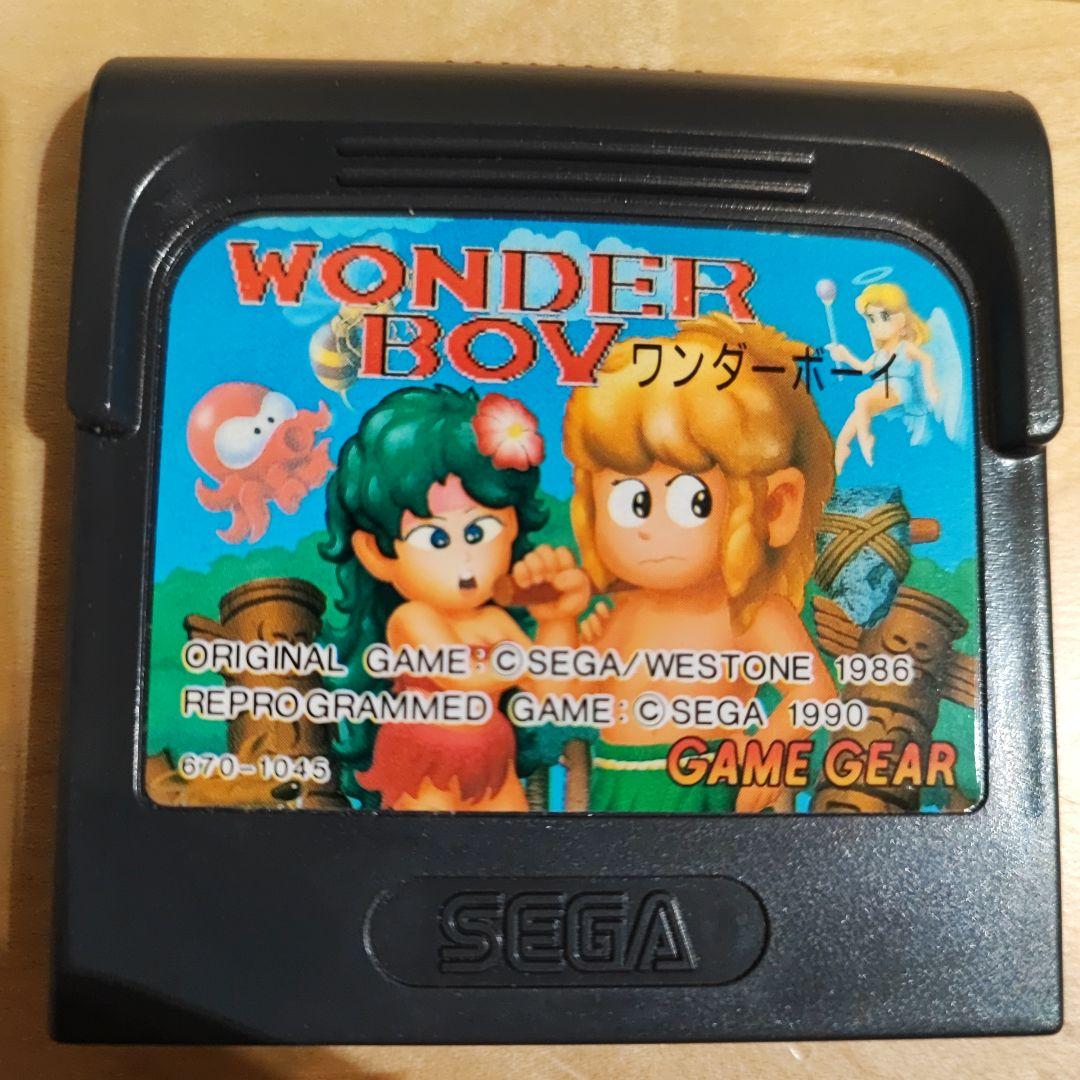 WONDER
BOY ワンダーボーイ
ORIGINAL GAME:©SEGA/WESTONE 1986
REPROGRAMMED GAME:©SEGA 1990
670-1045 GAME GEAR
SEGA